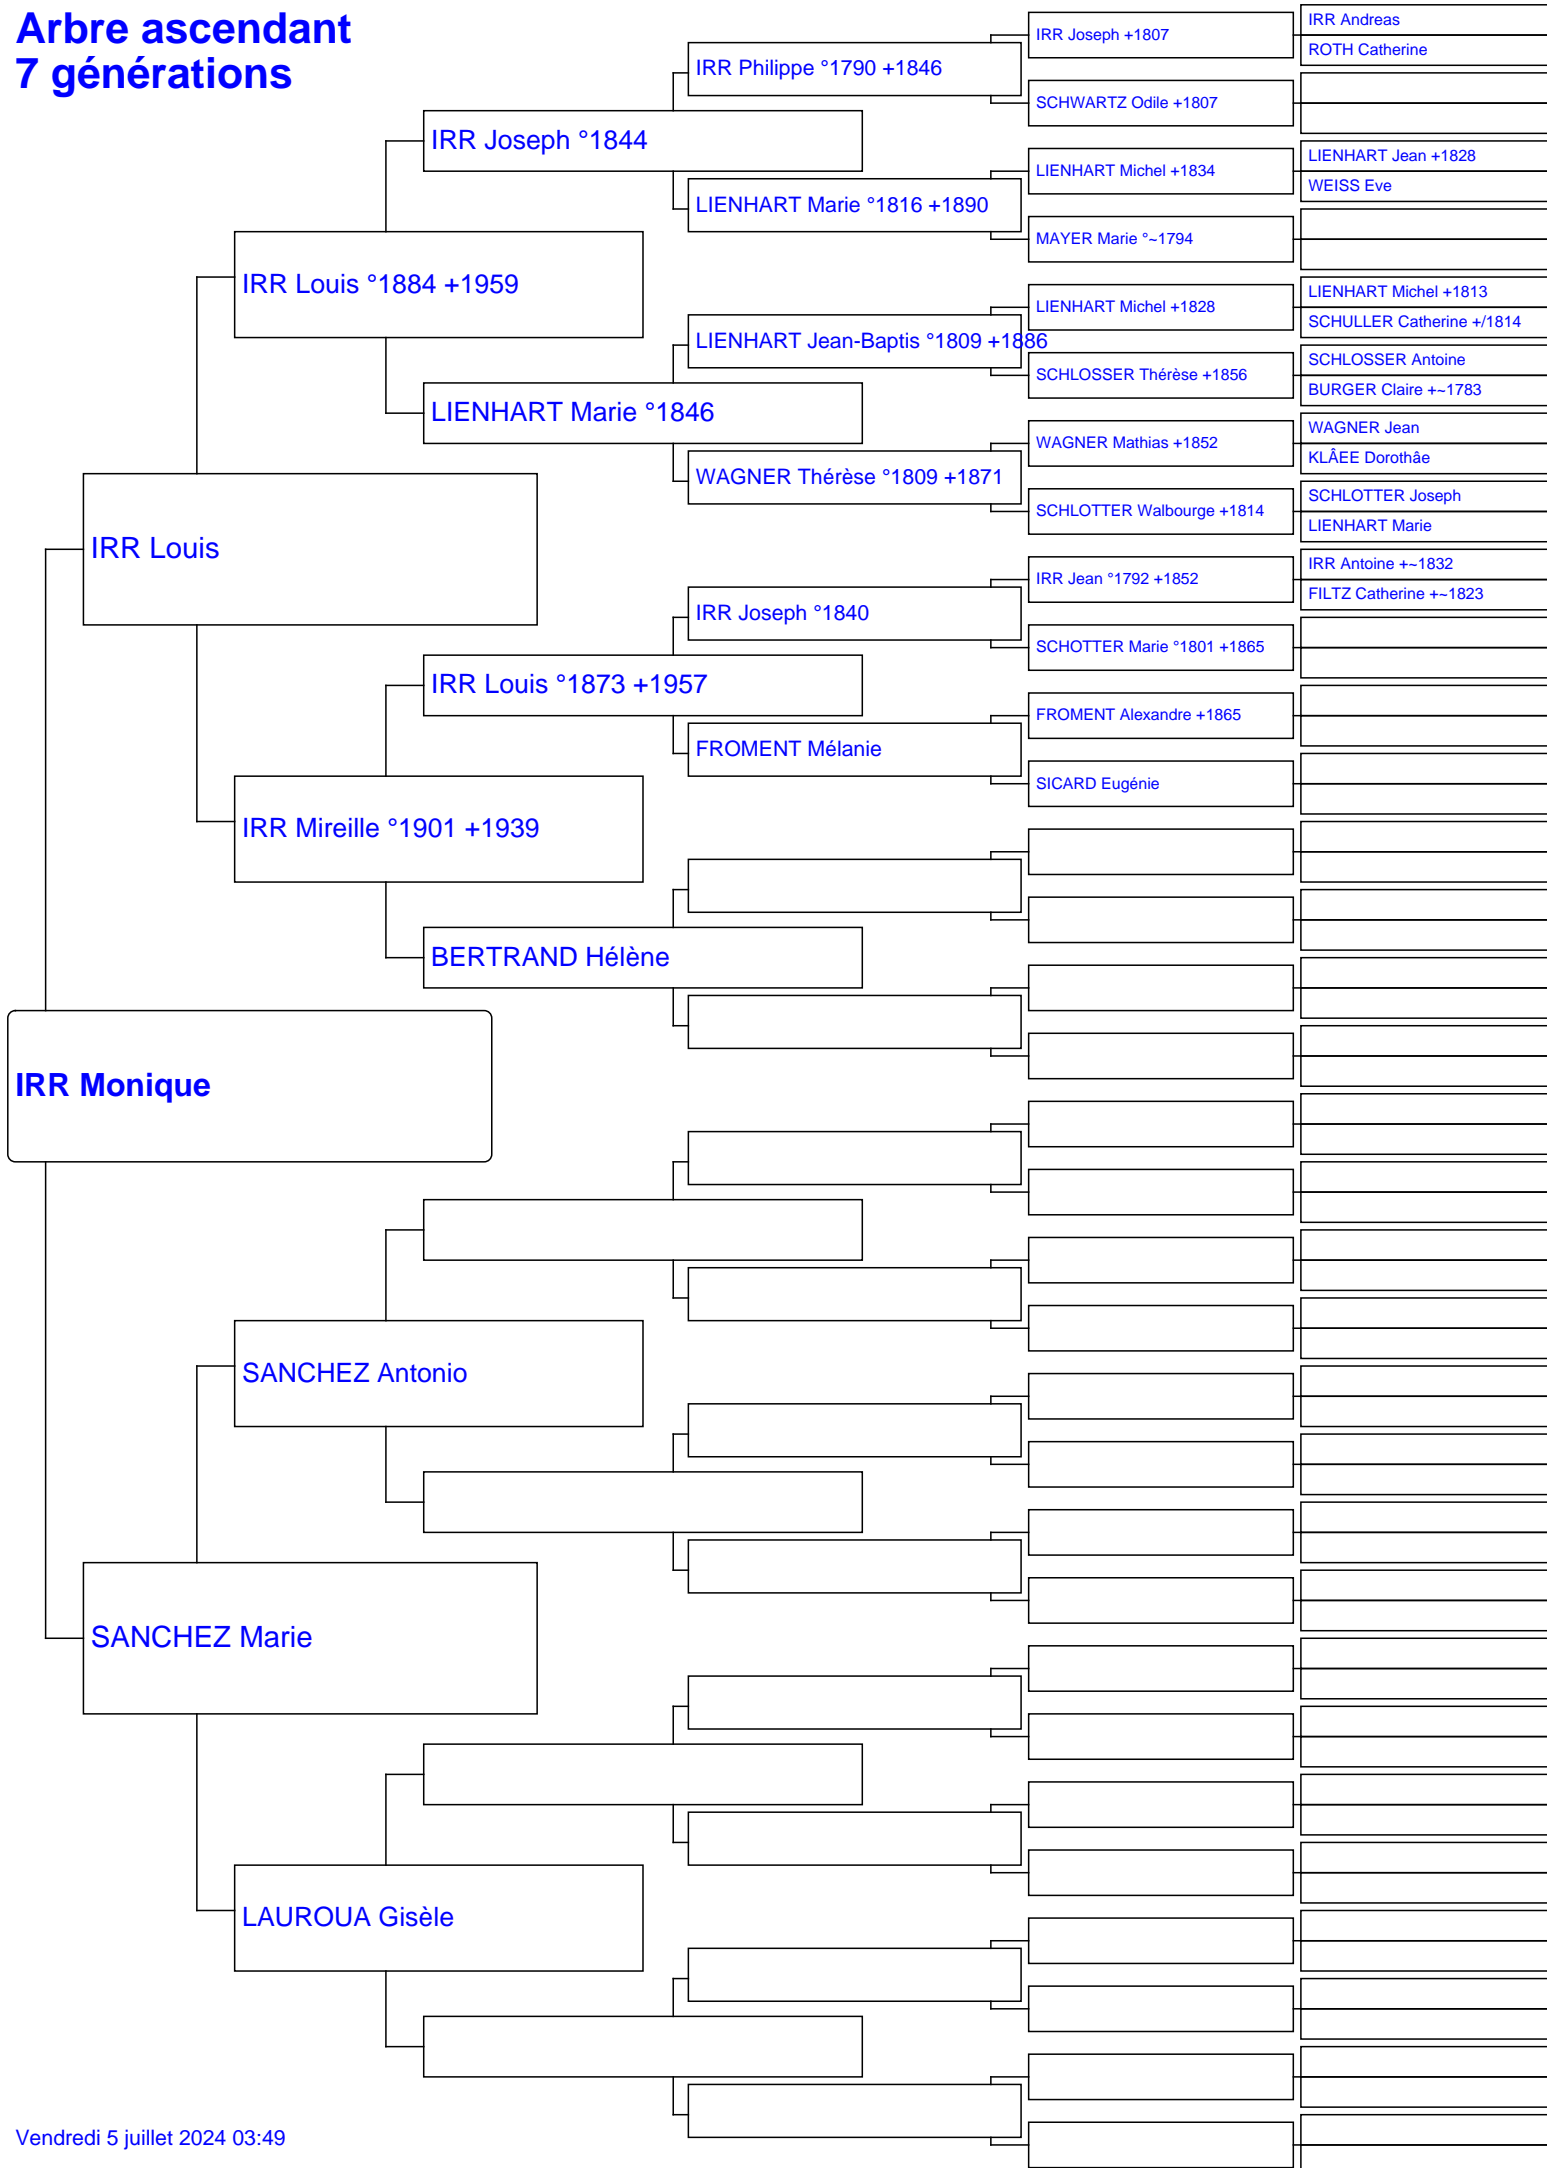 Arbre ascendant
7 générations
IRR Monique
IRR Louis
SANCHEZ Marie
IRR Louis °1884 +1959
IRR Mireille °1901 +1939
SANCHEZ Antonio
LAUROUA Gisèle
IRR Joseph °1844
LIENHART Marie °1846
IRR Louis °1873 +1957
BERTRAND Hélène
IRR Philippe °1790 +1846
LIENHART Marie °1816 +1890
LIENHART Jean-Baptis °1809 +1886
WAGNER Thérèse °1809 +1871
IRR Joseph °1840
FROMENT Mélanie
IRR Joseph +1807
SCHWARTZ Odile +1807
LIENHART Michel +1834
MAYER Marie °~1794
LIENHART Michel +1828
SCHLOSSER Thérèse +1856
WAGNER Mathias +1852
SCHLOTTER Walbourge +1814
IRR Jean °1792 +1852
SCHOTTER Marie °1801 +1865
FROMENT Alexandre +1865
SICARD Eugénie
IRR Andreas
ROTH Catherine
LIENHART Jean +1828
WEISS Eve
LIENHART Michel +1813
SCHULLER Catherine +/1814
SCHLOSSER Antoine
BURGER Claire +~1783
WAGNER Jean
KLÂEE Dorothâe
SCHLOTTER Joseph
LIENHART Marie
IRR Antoine +~1832
FILTZ Catherine +~1823
Vendredi 5 juillet 2024 03:49